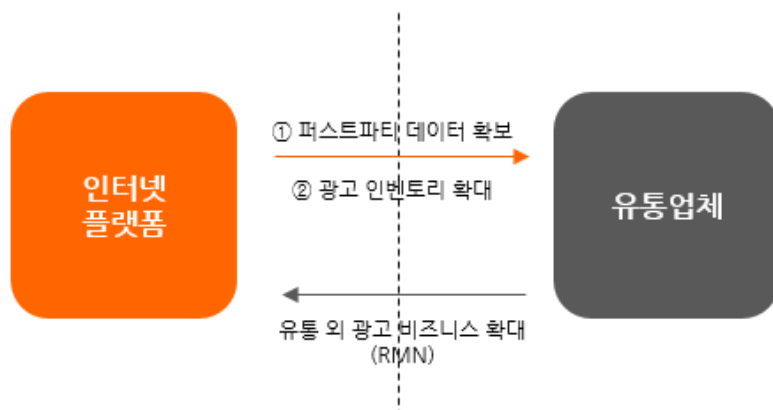 ① 퍼스트파티 데이터 확보
② 광고 인벤토리 확대
인터넷
플랫폼
유통업체
유통 외 광고 비즈니스 확대
(RMN)